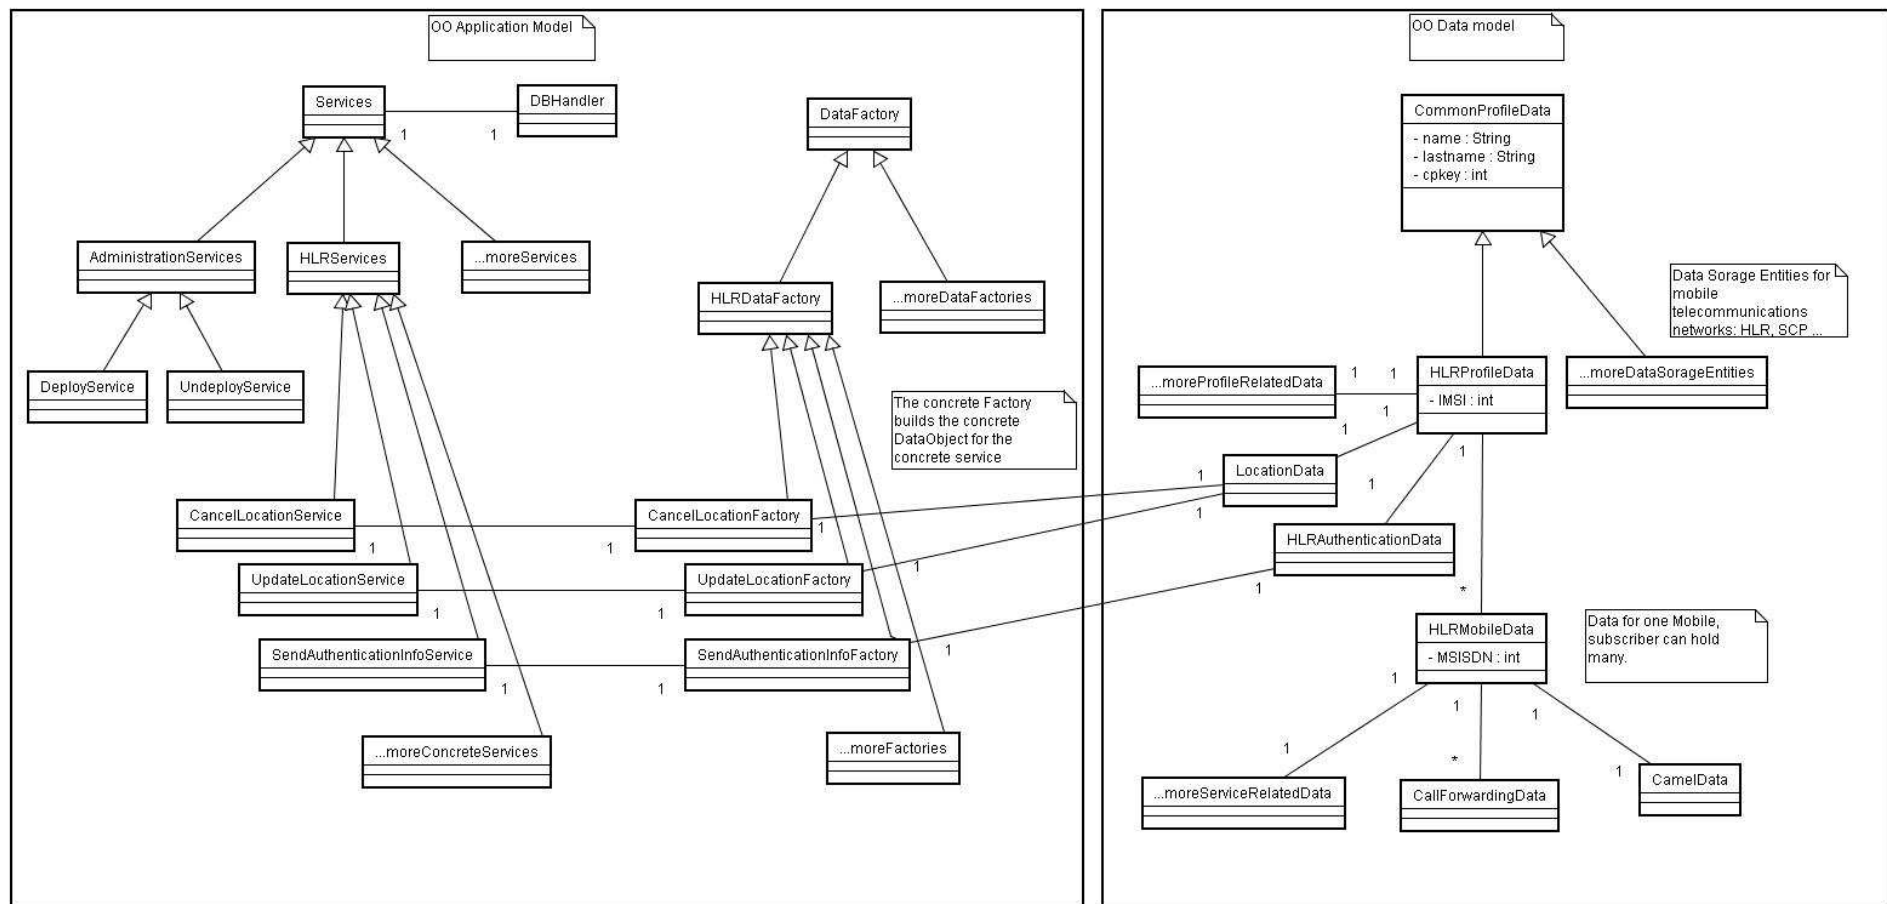 OO Application Model
Services
DBHandler
1
1
DataFactory
AdministrationServices
HLRServices
...moreServices
HLRDataFactory
...moreDataFactories
DeployService
UndeployService
The concrete Factory
builds the concrete
DataObject for the
concrete service
CancelLocationService
1
1
CancelLocationFactory
1
1
UpdateLocationService
1
1
UpdateLocationFactory
1
1
SendAuthenticationInfoService
1
1
SendAuthenticationInfoFactory
1
1
...moreConcreteServices
...moreFactories
OO Data model
CommonProfileData
- name : String
- lastname : String
- cpkey : int
Data Sorage Entities for
mobile
telecommunications
networks: HLR, SCP ...
...moreProfileRelatedData
1
1
HLRProfileData
- IMSI : int
...moreDataSorageEntities
1
1
LocationData
1
1
HLRAuthenticationData
*
HLRMobileData
- MSISDN : int
Data for one Mobile,
subscriber can hold
many.
1
1
1
1
*
1
...moreServiceRelatedData
CallForwardingData
CamelData